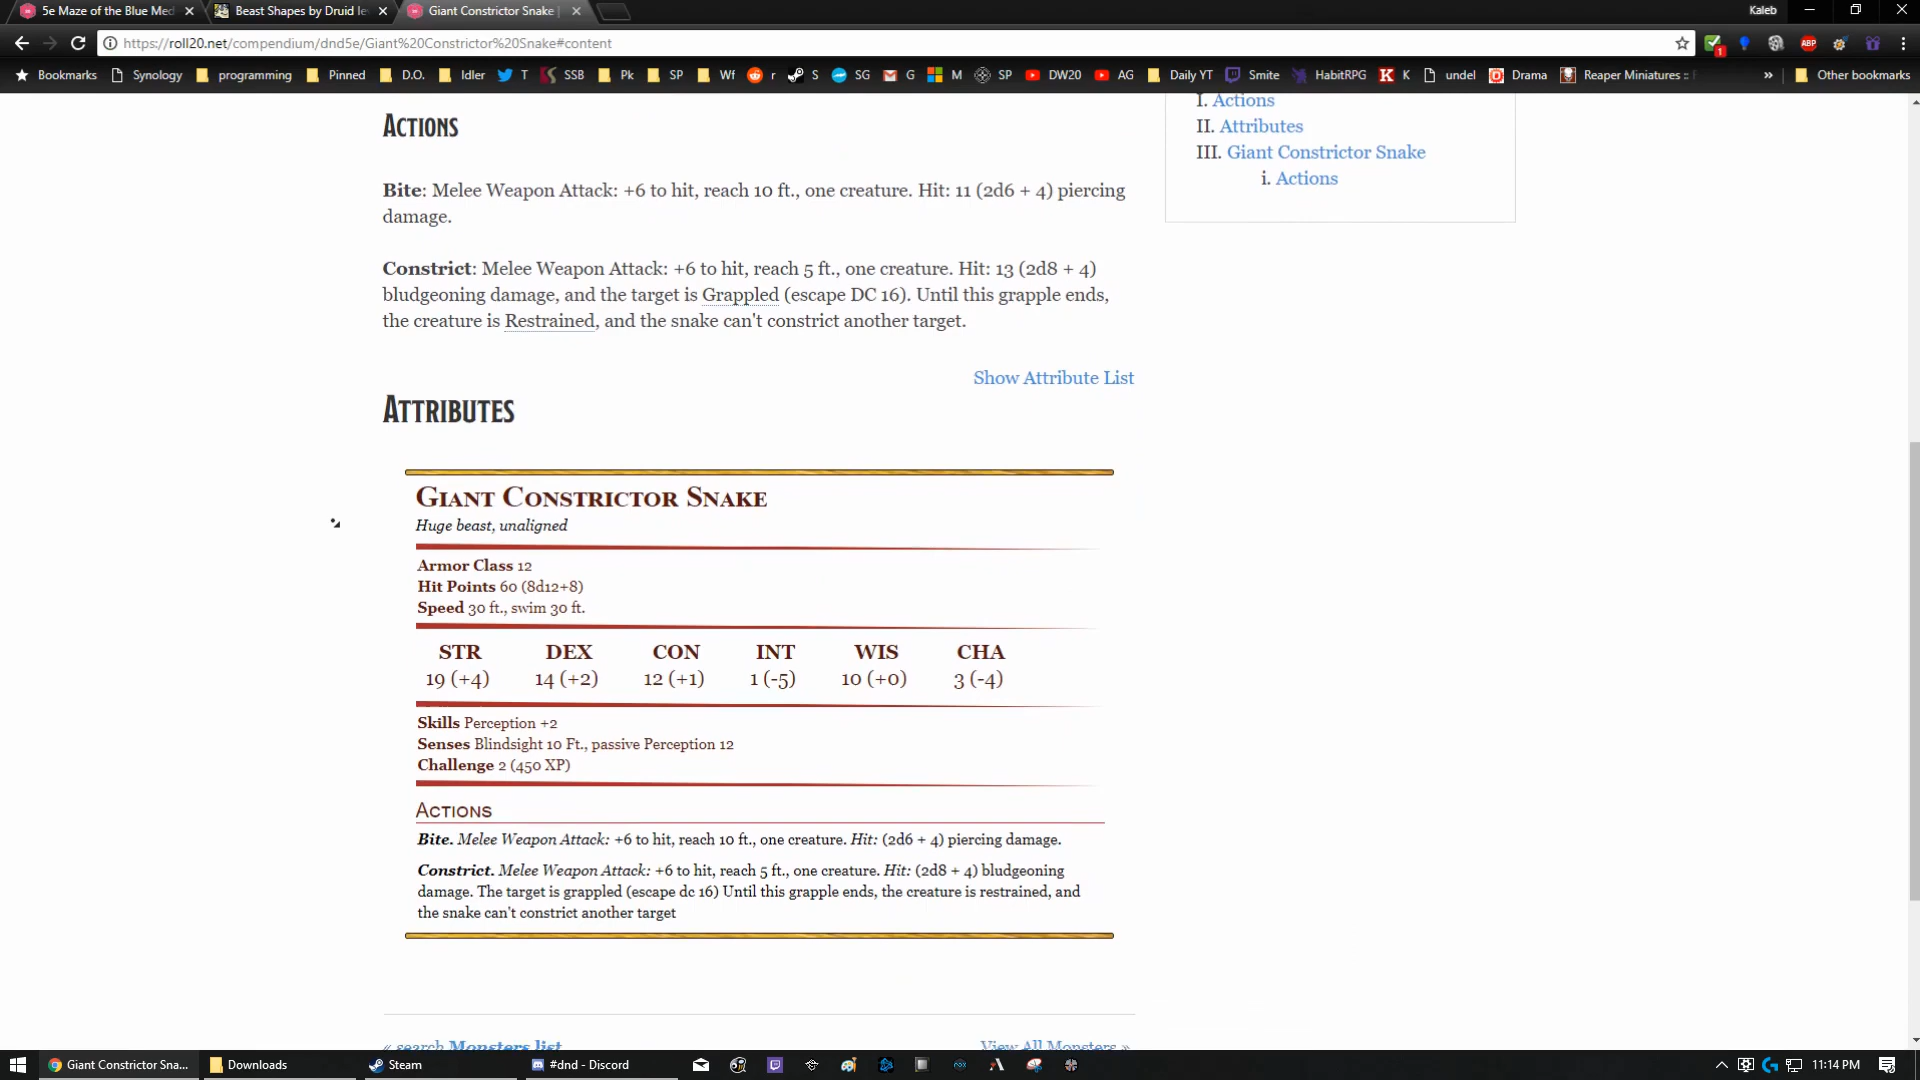 5e Maze of the Blue Med
Beast Shapes by Druid le
Giant Constrictor Snake |
Kaleb
https://roll20.net/compendium/dnd5e/Giant%20Constrictor%20Snake#content
Bookmarks Synology programming Pinned D.O. Idler T SSB Pk SP Wf r S SG G M SP DW20 AG Daily YT Smite HabitRPG K undel Drama Reaper Miniatures :: » Other bookmarks
ACTIONS
Bite: Melee Weapon Attack: +6 to hit, reach 10 ft., one creature. Hit: 11 (2d6 + 4) piercing
damage.
Constrict: Melee Weapon Attack: +6 to hit, reach 5 ft., one creature. Hit: 13 (2d8 + 4)
bludgeoning damage, and the target is Grappled (escape DC 16). Until this grapple ends,
the creature is Restrained, and the snake can't constrict another target.
I. Actions
II. Attributes
III. Giant Constrictor Snake
i. Actions
Show Attribute List
ATTRIBUTES
GIANT CONSTRICTOR SNAKE
Huge beast, unaligned
Armor Class 12
Hit Points 60 (8d12+8)
Speed 30 ft., swim 30 ft.
STR DEX CON INT WIS CHA
19 (+4) 14 (+2) 12 (+1) 1 (-5) 10 (+0) 3 (-4)
Skills Perception +2
Senses Blindsight 10 Ft., passive Perception 12
Challenge 2 (450 XP)
ACTIONS
Bite. Melee Weapon Attack: +6 to hit, reach 10 ft., one creature. Hit: (2d6 + 4) piercing damage.
Constrict. Melee Weapon Attack: +6 to hit, reach 5 ft., one creature. Hit: (2d8 + 4) bludgeoning
damage. The target is grappled (escape dc 16) Until this grapple ends, the creature is restrained, and
the snake can't constrict another target
« search Monsters list
View All Monsters »
Giant Constrictor Sna... Downloads Steam #dnd - Discord 11:14 PM